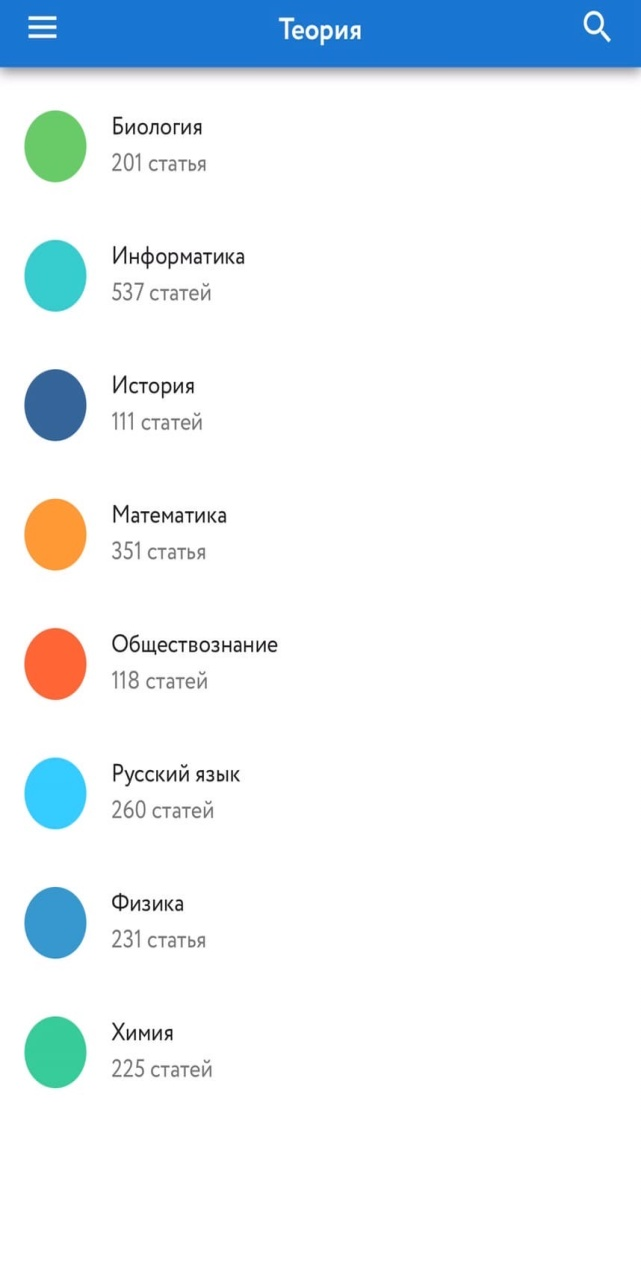 Теория
Биология
201 статья
Информатика
537 статей
История
111 статей
Математика
351 статья
Обществознание
118 статей
Русский язык
260 статей
Физика
231 статья
Химия
225 статей